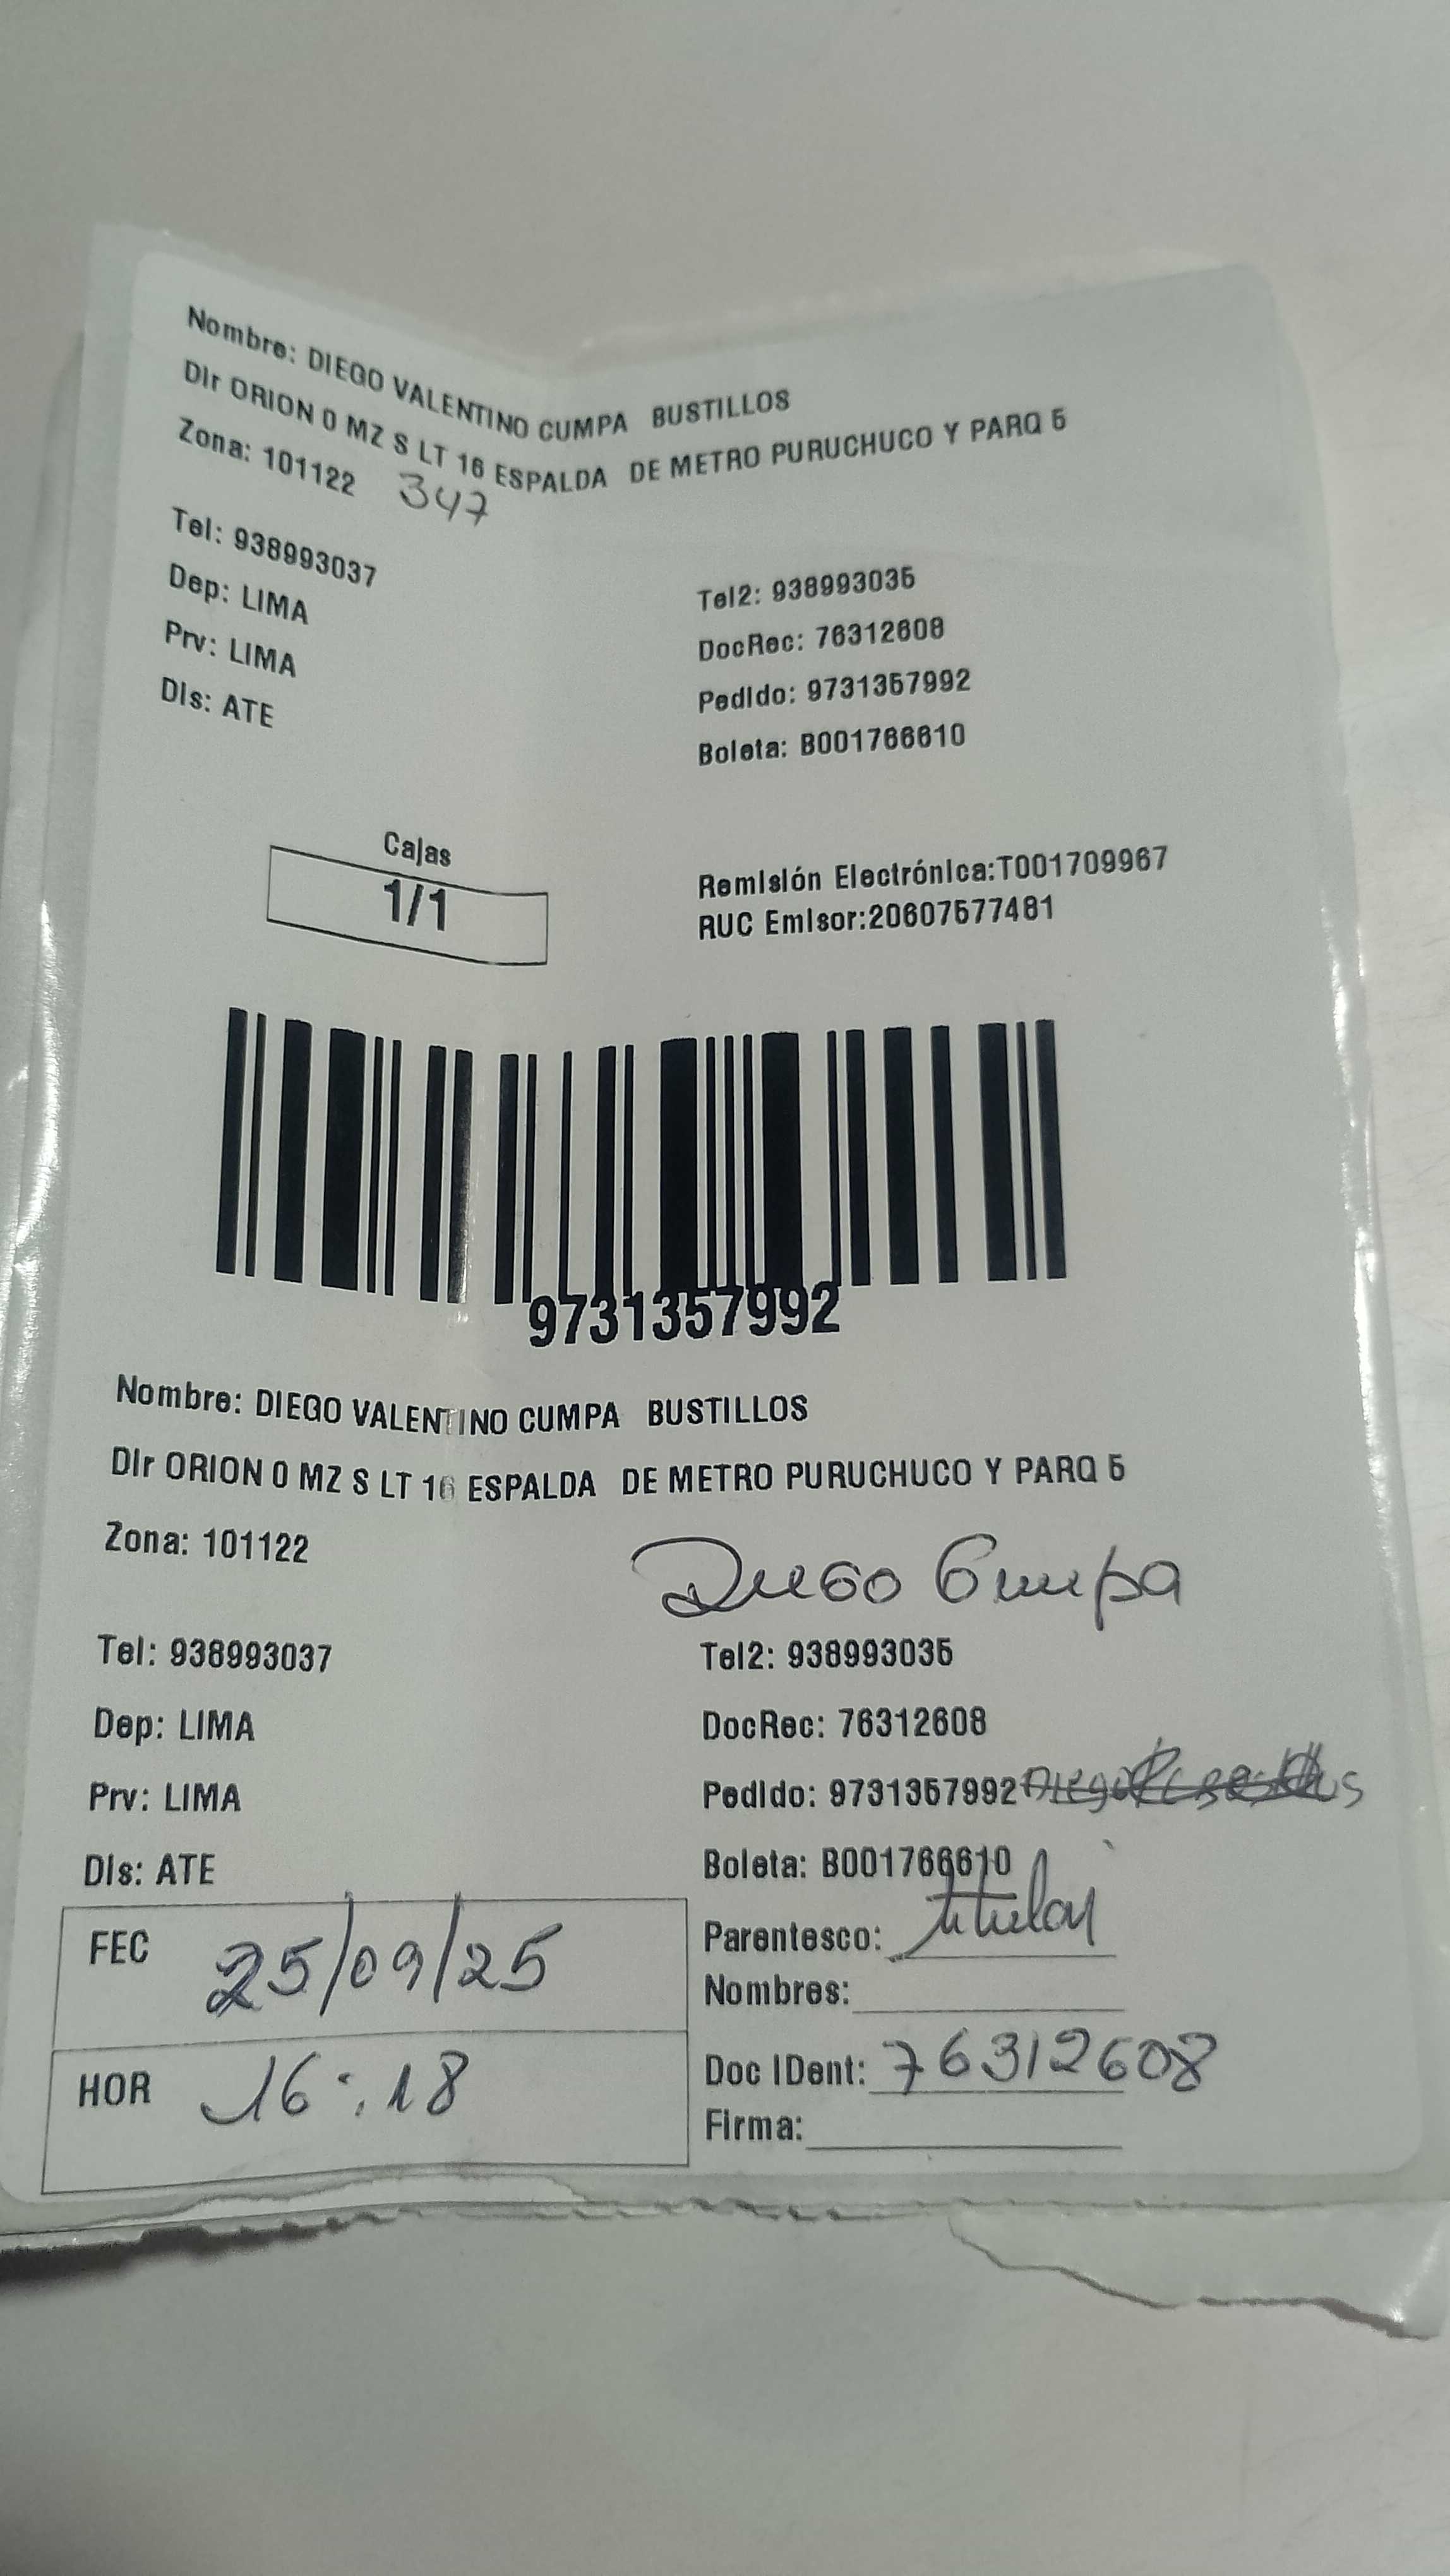 Nombre: DIEGO VALENTINO CUMPA BUSTILLOS
Dir ORION 0 MZ S LT 16 ESPALDA DE METRO PURUCHUCO Y PARQ 5
Zona: 101122 347
Tel: 938993037
Tel2: 938993035
Dep: LIMA
DocRec: 76312608
Prv: LIMA
Pedido: 9731357992
Dis: ATE
Boleta: B001766610
Cajas
1/1
Remisión Electrónica:T001709967
RUC Emisor:20607577481
9731357992
Nombre: DIEGO VALENTINO CUMPA BUSTILLOS
Dir ORION 0 MZ S LT 16 ESPALDA DE METRO PURUCHUCO Y PARQ 5
Zona: 101122
Diego Cumpa
Tel: 938993037
Tel2: 938993035
Dep: LIMA
DocRec: 76312608
Prv: LIMA
Pedido: 9731357992 Diego
Dis: ATE
Boleta: B001766610
FEC 25/09/25
Parentesco: titular
Nombres:
HOR 16:18
Doc IDent: 76312608
Firma: